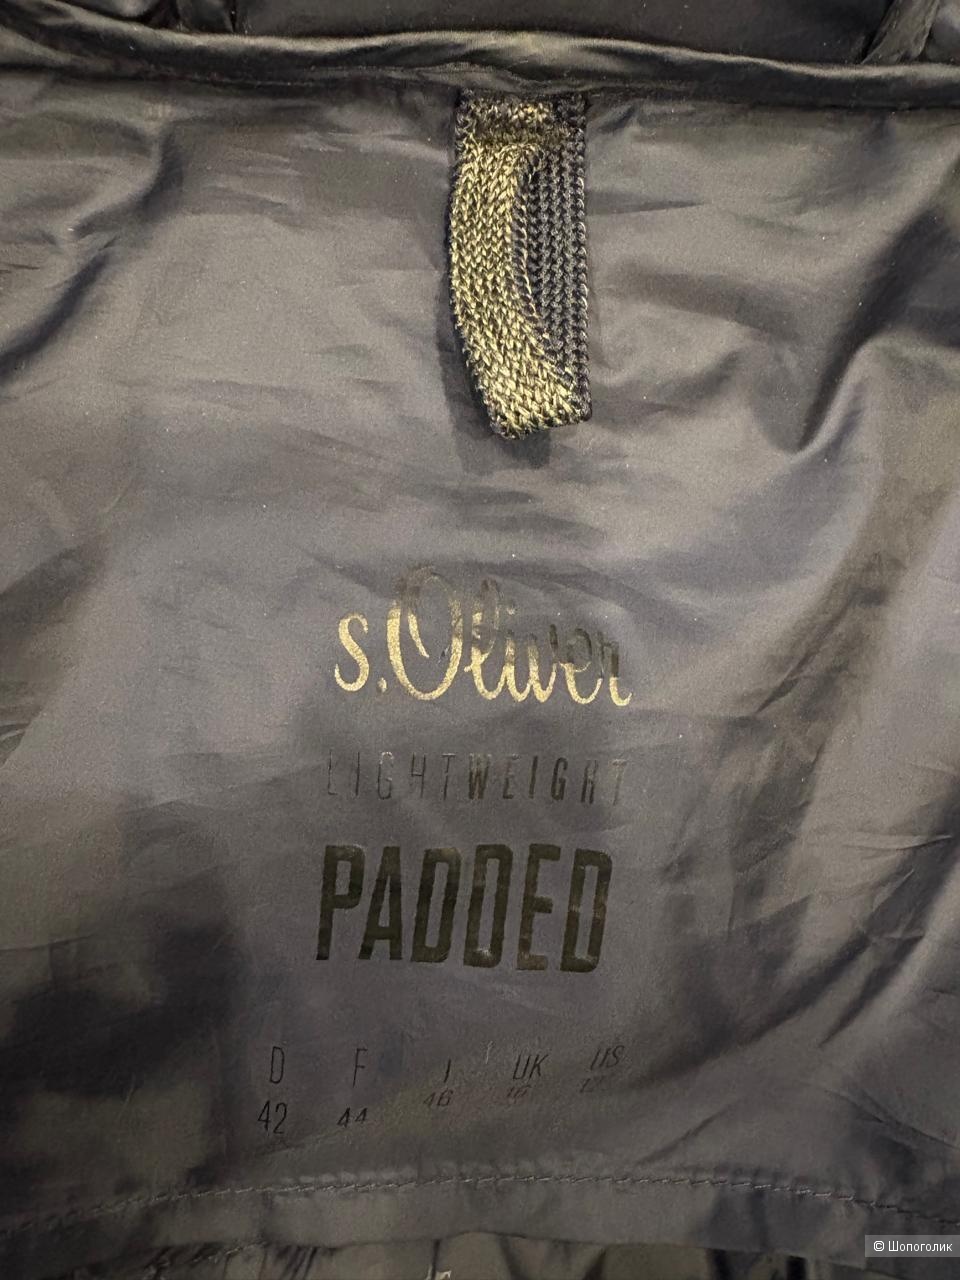 s.Oliver
LIGHTWEIGHT
PADDED
D F I UK US
42 44 46 16
© Шопоголик